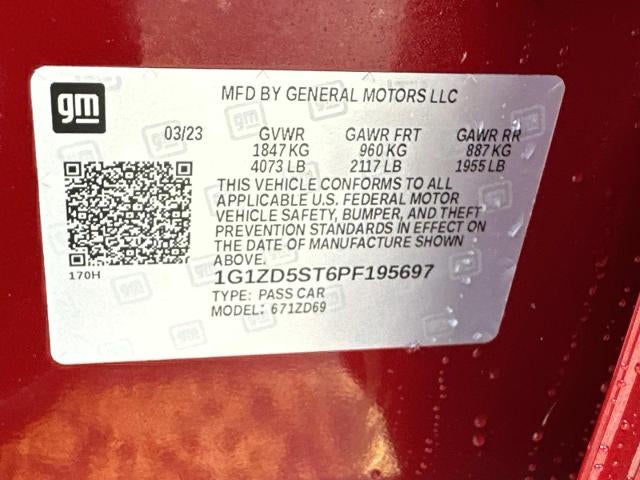 gm
MFD BY GENERAL MOTORS LLC
03/23 GVWR GAWR FRT GAWR RR
1847 KG 960 KG 887 KG
4073 LB 2117 LB 1955 LB
THIS VEHICLE CONFORMS TO ALL
APPLICABLE U.S. FEDERAL MOTOR
VEHICLE SAFETY, BUMPER, AND THEFT
PREVENTION STANDARDS IN EFFECT ON
THE DATE OF MANUFACTURE SHOWN
ABOVE.
170H
1G1ZD5ST6PF195697
TYPE: PASS CAR
MODEL: 671ZD69